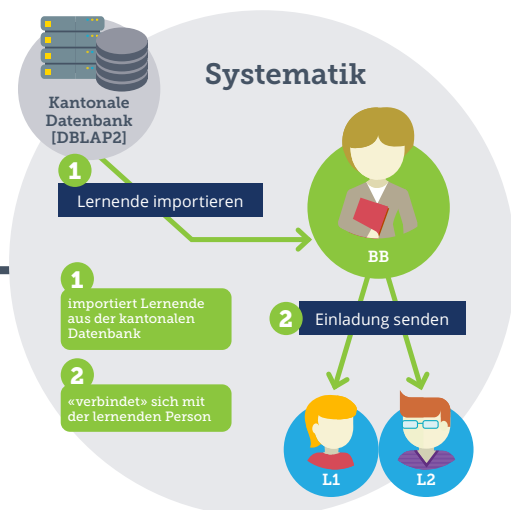 Systematik
Kantonale
Datenbank
[DBLAP2]
1
Lernende importieren
BB
1
importiert Lernende
aus der kantonalen
Datenbank
2
Einladung senden
2
«verbindet» sich mit
der lernenden Person
L1
L2